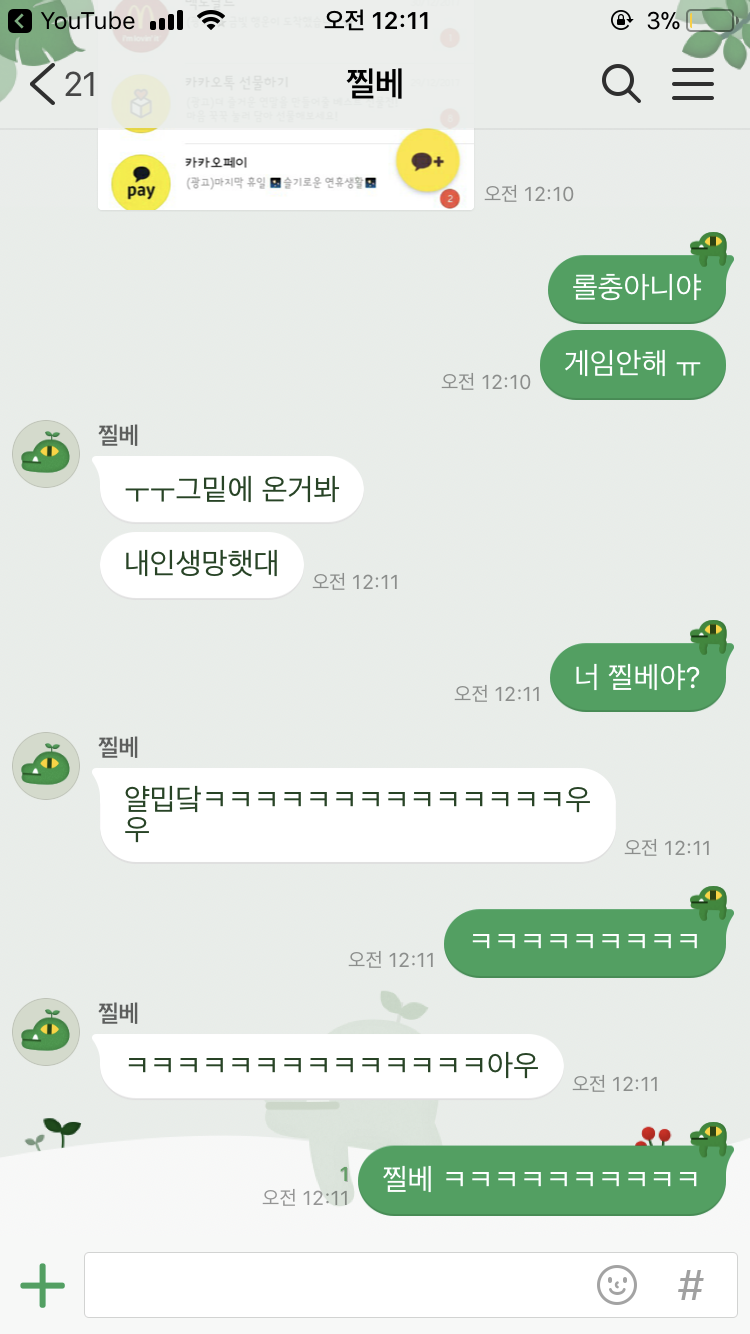 YouTube
오전 12:11
3%
21
찔베
카카오톡 선물하기
카카오페이
pay
(광고)마지막 휴일 슬기로운 연휴생활
2
오전 12:10
롤충아니야
게임안해 ㅠ
오전 12:10
찔베
ㅜㅜ그밑에 온거봐
내인생망햇대
오전 12:11
너 찔베야?
오전 12:11
찔베
얄밉닼ㅋㅋㅋㅋㅋㅋㅋㅋㅋㅋㅋㅋㅋㅋ우
우
오전 12:11
ㅋㅋㅋㅋㅋㅋㅋㅋㅋ
오전 12:11
찔베
ㅋㅋㅋㅋㅋㅋㅋㅋㅋㅋㅋㅋㅋㅋ아우
오전 12:11
찔베 ㅋㅋㅋㅋㅋㅋㅋㅋㅋㅋ
1
오전 12:11
#